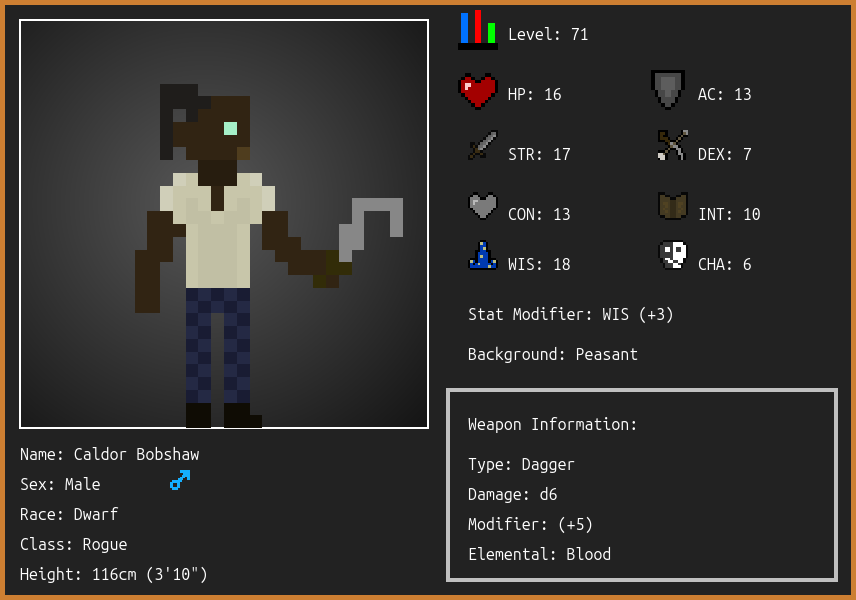 Level: 71
HP: 16
AC: 13
STR: 17
DEX: 7
CON: 13
INT: 10
WIS: 18
CHA: 6
Stat Modifier: WIS (+3)
Background: Peasant
Weapon Information:
Type: Dagger
Damage: d6
Modifier: (+5)
Elemental: Blood
Name: Caldor Bobshaw
Sex: Male
Race: Dwarf
Class: Rogue
Height: 116cm (3'10")